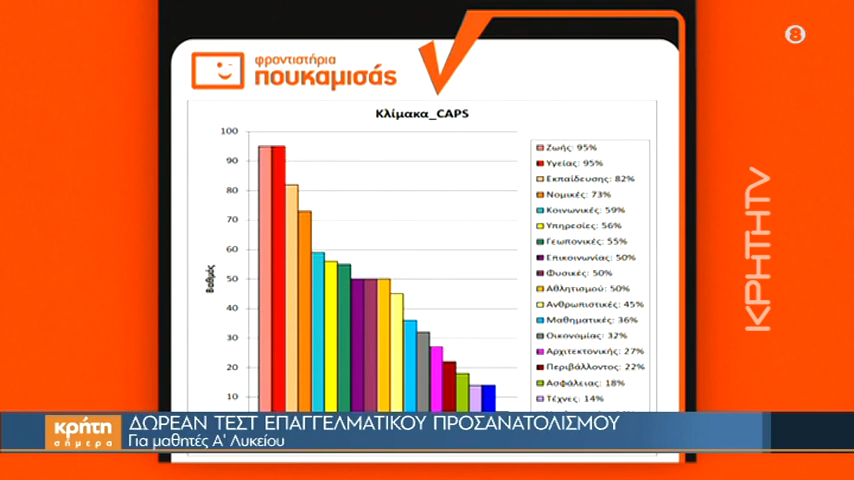 8
φροντιστήρια
πουκαμισάς
Κλίμακα_CAPS
Βαθμός
100
90
80
70
60
50
40
30
20
10
Ζωής: 95%
Υγείας: 95%
Εκπαίδευσης: 82%
Νομικές: 73%
Κοινωνικές: 59%
Υπηρεσίες: 56%
Γεωπονικές: 55%
Επικοινωνίας: 50%
Φυσικές: 50%
Αθλητισμού: 50%
Ανθρωπιστικές: 45%
Μαθηματικές: 36%
Οικονομίας: 32%
Αρχιτεκτονικής: 27%
Περιβάλλοντος: 22%
Ασφάλειας: 18%
Τέχνες: 14%
ΚΡΗΤΗTV
κρήτη
σήμερα
ΔΩΡΕΑΝ ΤΕΣΤ ΕΠΑΓΓΕΛΜΑΤΙΚΟΥ ΠΡΟΣΑΝΑΤΟΛΙΣΜΟΥ
Για μαθητές Α' Λυκείου